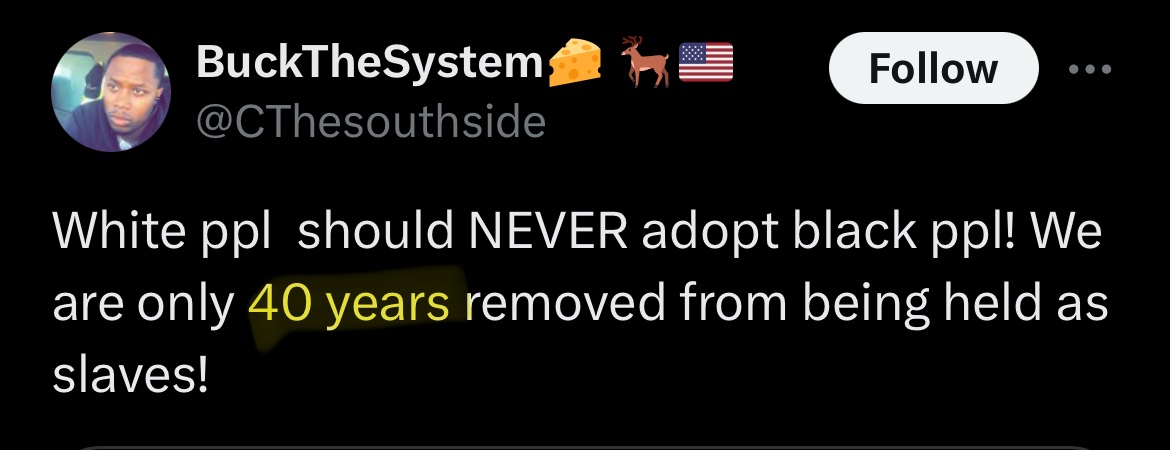 BuckTheSystem🧀 🦌🇺🇸
Follow
@CThesouthside
White ppl  should NEVER adopt black ppl! We
are only 40 years removed from being held as
slaves!